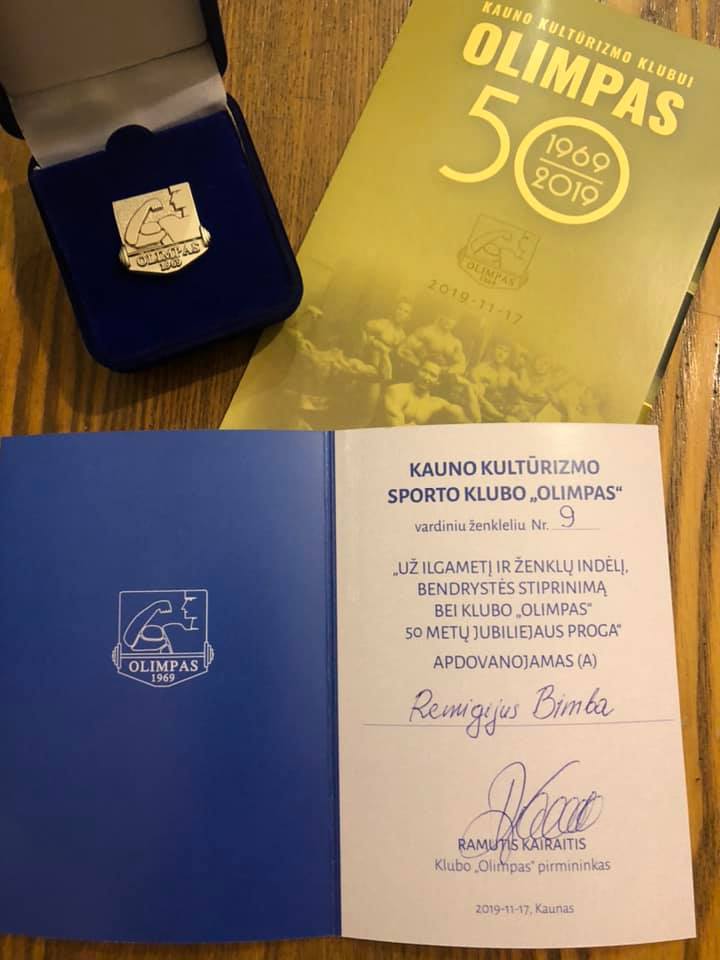 KAUNO KULTŪRIZMO KLUBUI
OLIMPAS
50
1969
2019
OLIMPAS
1969
2019-11-17
OLIMPAS
1969
OLIMPAS
1969
KAUNO KULTŪRIZMO
SPORTO KLUBO „OLIMPAS“
vardiniu ženkleliu Nr. 9
„UŽ ILGAMETĮ IR ŽENKLŲ INDĖLĮ,
BENDRYSTĖS STIPRINIMĄ
BEI KLUBO „OLIMPAS“
50 METŲ JUBILIEJAUS PROGA“
APDOVANOJAMAS (A)
Remigijus Bimba
RAMUTIS KAIRAITIS
Klubo „Olimpas“ pirmininkas
2019-11-17, Kaunas